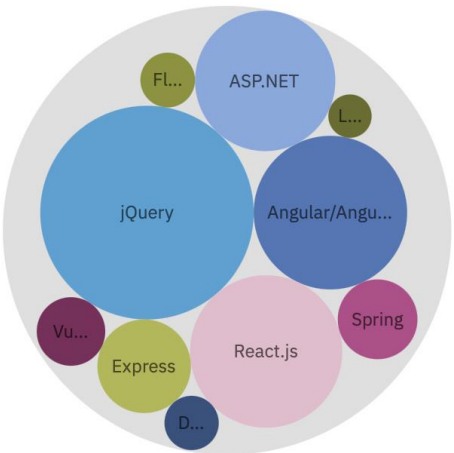 ASP.NET
Fl...
L...
jQuery
Angular/Angu...
Spring
Vu...
React.js
Express
D...